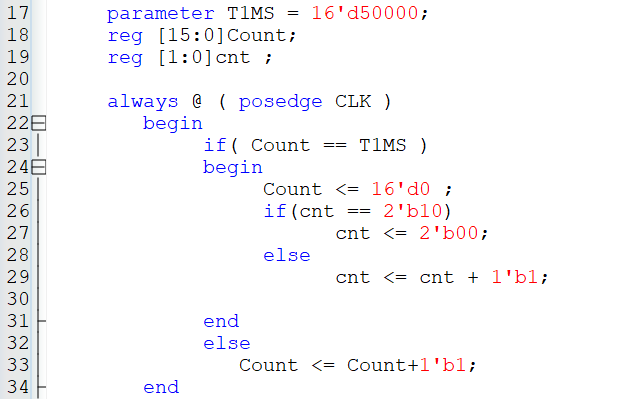 17 parameter T1MS = 16'd50000;
18 reg [15:0]Count;
19 reg [1:0]cnt ;
20
21 always @ ( posedge CLK )
22 begin
23 if( Count == T1MS )
24 begin
25 Count <= 16'd0 ;
26 if(cnt == 2'b10)
27 cnt <= 2'b00;
28 else
29 cnt <= cnt + 1'b1;
30
31 end
32 else
33 Count <= Count+1'b1;
34 end